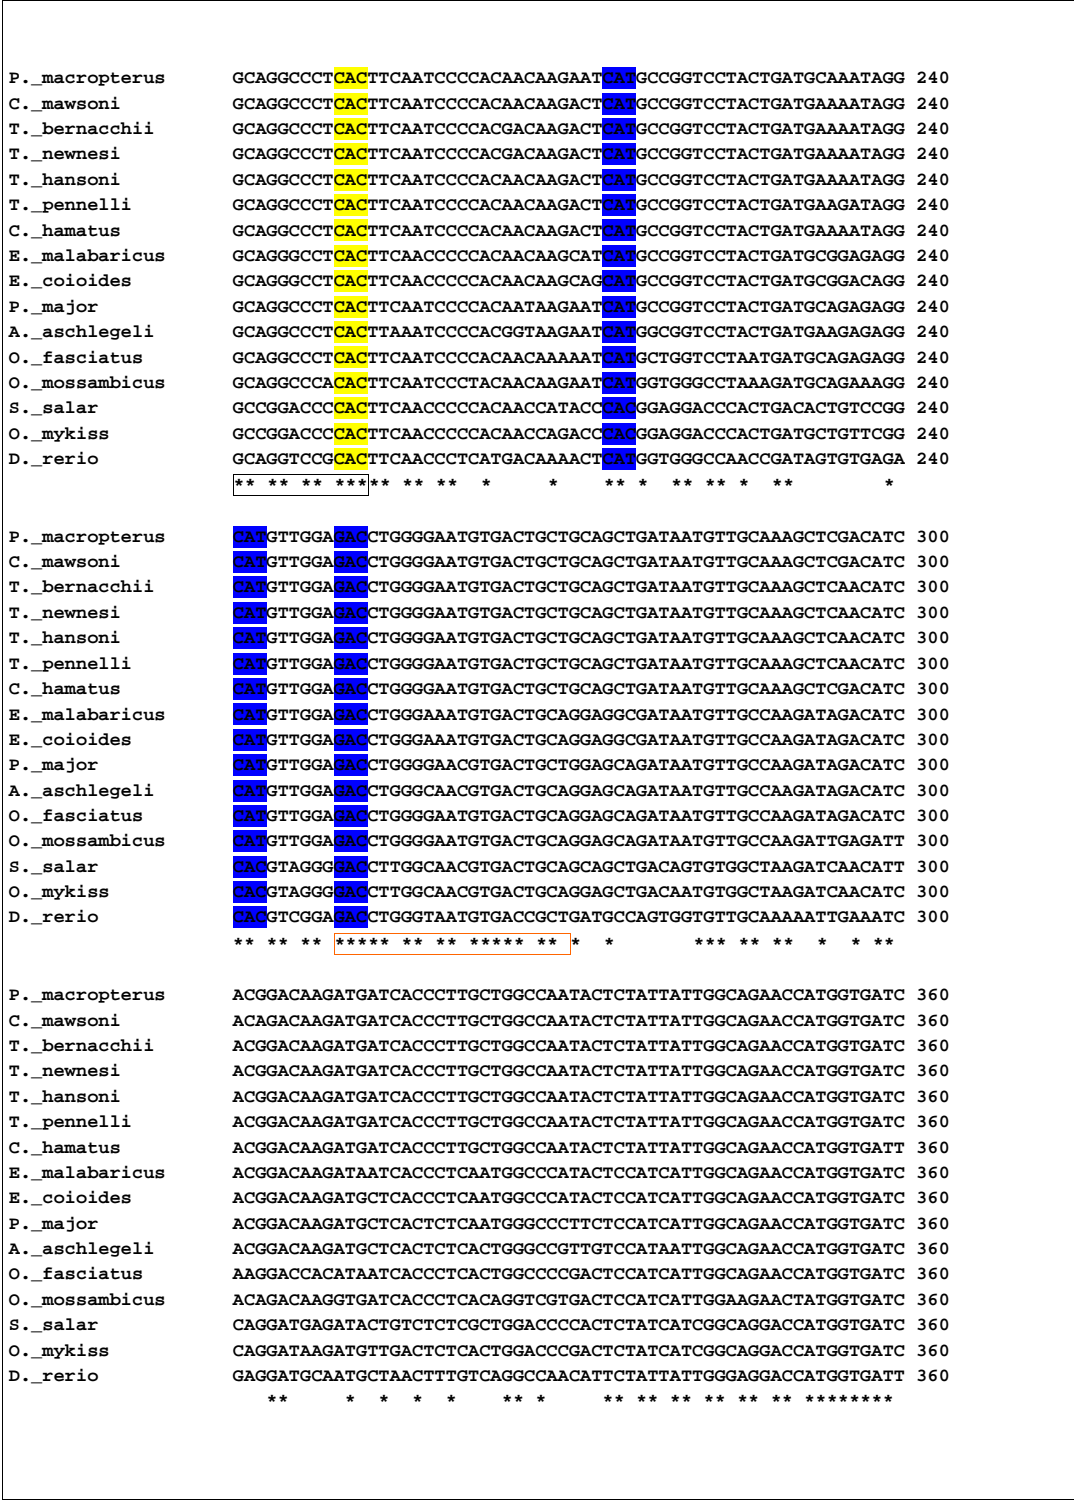 P._macropterus GCAGGCCCTCACTTCAATCCCCACAACAAGAATCATGCCGGTCCTACTGATGCAAATAGG 240
C._mawsoni GCAGGCCCTCACTTCAATCCCCACAACAAGACTCATGCCGGTCCTACTGATGAAAATAGG 240
T._bernacchii GCAGGCCCTCACTTCAATCCCCACGACAAGACTCATGCCGGTCCTACTGATGAAAATAGG 240
T._newnesi GCAGGCCCTCACTTCAATCCCCACGACAAGACTCATGCCGGTCCTACTGATGAAAATAGG 240
T._hansoni GCAGGCCCTCACTTCAATCCCCACAACAAGACTCATGCCGGTCCTACTGATGAAAATAGG 240
T._pennelli GCAGGCCCTCACTTCAATCCCCACAACAAGACTCATGCCGGTCCTACTGATGAAGATAGG 240
C._hamatus GCAGGCCCTCACTTCAATCCCCACAACAAGACTCATGCCGGTCCTACTGATGAAAATAGG 240
E._malabaricus GCAGGGCCTCACTTCAACCCCCACAACAAGCATCATGCCGGTCCTACTGATGCGGAGAGG 240
E._coioides GCAGGGCCTCACTTCAACCCCCACAACAAGCAGCATGCCGGTCCTACTGATGCGGACAGG 240
P._major GCAGGCCCTCACTTCAATCCCCACAATAAGAATCATGCCGGTCCTACTGATGCAGAGAGG 240
A._aschlegeli GCAGGCCCTCACTTAAATCCCCACGGTAAGAATCATGGCGGTCCTACTGATGAAGAGAGG 240
O._fasciatus GCAGGCCCTCACTTCAATCCCCACAACAAAAATCATGCTGGTCCTAATGATGCAGAGAGG 240
O._mossambicus GCAGGCCCACACTTCAATCCCTACAACAAGAATCATGGTGGGCCTAAAGATGCAGAAAGG 240
S._salar GCCGGACCCCACTTCAACCCCCACAACCATACCCACGGAGGACCCACTGACACTGTCCGG 240
O._mykiss GCCGGACCCCACTTCAACCCCCACAACCAGACCCACGGAGGACCCACTGATGCTGTTCGG 240
D._rerio GCAGGTCCGCACTTCAACCCTCATGACAAAACTCATGGTGGGCCAACCGATAGTGTGAGA 240
** ** ** ***** ** ** * * ** * ** ** * ** *
P._macropterus CATGTTGGAGACCTGGGGAATGTGACTGCTGCAGCTGATAATGTTGCAAAGCTCGACATC 300
C._mawsoni CATGTTGGAGACCTGGGGAATGTGACTGCTGCAGCTGATAATGTTGCAAAGCTCGACATC 300
T._bernacchii CATGTTGGAGACCTGGGGAATGTGACTGCTGCAGCTGATAATGTTGCAAAGCTCAACATC 300
T._newnesi CATGTTGGAGACCTGGGGAATGTGACTGCTGCAGCTGATAATGTTGCAAAGCTCAACATC 300
T._hansoni CATGTTGGAGACCTGGGGAATGTGACTGCTGCAGCTGATAATGTTGCAAAGCTCAACATC 300
T._pennelli CATGTTGGAGACCTGGGGAATGTGACTGCTGCAGCTGATAATGTTGCAAAGCTCAACATC 300
C._hamatus CATGTTGGAGACCTGGGGAATGTGACTGCTGCAGCTGATAATGTTGCAAAGCTCGACATC 300
E._malabaricus CATGTTGGAGACCTGGGAAATGTGACTGCAGGAGGCGATAATGTTGCCAAGATAGACATC 300
E._coioides CATGTTGGAGACCTGGGAAATGTGACTGCAGGAGGCGATAATGTTGCCAAGATAGACATC 300
P._major CATGTTGGAGACCTGGGGAACGTGACTGCTGGAGCAGATAATGTTGCCAAGATAGACATC 300
A._aschlegeli CATGTTGGAGACCTGGGCAACGTGACTGCAGGAGCAGATAATGTTGCCAAGATAGACATC 300
O._fasciatus CATGTTGGAGACCTGGGGAATGTGACTGCAGGAGCAGATAATGTTGCCAAGATAGACATC 300
O._mossambicus CATGTTGGAGACCTGGGGAATGTGACTGCAGGAGCAGATAATGTTGCCAAGATTGAGATT 300
S._salar CACGTAGGGGACCTTGGCAACGTGACTGCAGCAGCTGACAGTGTGGCTAAGATCAACATT 300
O._mykiss CACGTAGGGGACCTTGGCAACGTGACTGCAGGAGCTGACAATGTGGCTAAGATCAACATT 300
D._rerio CACGTCGGAGACCTGGGTAATGTGACCGCTGATGCCAGTGGTGTTGCAAAAATTGAAATC 300
** ** ** ***** ** ** ***** ** * * *** ** ** * * **
P._macropterus ACGGACAAGATGATCACCCTTGCTGGCCAATACTCTATTATTGGCAGAACCATGGTGATC 360
C._mawsoni ACAGACAAGATGATCACCCTTGCTGGCCAATACTCTATTATTGGCAGAACCATGGTGATC 360
T._bernacchii ACGGACAAGATGATCACCCTTGCTGGCCAATACTCTATTATTGGCAGAACCATGGTGATC 360
T._newnesi ACGGACAAGATGATCACCCTTGCTGGCCAATACTCTATTATTGGCAGAACCATGGTGATC 360
T._hansoni ACGGACAAGATGATCACCCTTGCTGGCCAATACTCTATTATTGGCAGAACCATGGTGATC 360
T._pennelli ACGGACAAGATGATCACCCTTGCTGGCCAATACTCTATTATTGGCAGAACCATGGTGATC 360
C._hamatus ACGGACAAGATGATCACCCTTGCTGGCCAATACTCTATTATTGGCAGAACCATGGTGATT 360
E._malabaricus ACGGACAAGATAATCACCCTCAATGGCCCATACTCCATCATTGGCAGAACCATGGTGATC 360
E._coioides ACGGACAAGATGCTCACCCTCAATGGCCCATACTCCATCATTGGCAGAACCATGGTGATC 360
P._major ACGGACAAGATGCTCACTCTCAATGGGCCCTTCTCCATCATTGGCAGAACCATGGTGATC 360
A._aschlegeli ACGGACAAGATGCTCACTCTCACTGGGCCGTTGTCCATAATTGGCAGAACCATGGTGATC 360
O._fasciatus AAGGACCACATAATCACCCTCACTGGCCCCGACTCCATCATTGGCAGAACCATGGTGATC 360
O._mossambicus ACAGACAAGGTGATCACCCTCACAGGTCGTGACTCCATCATTGGAAGAACTATGGTGATC 360
S._salar CAGGATGAGATACTGTCTCTCGCTGGACCCCACTCTATCATCGGCAGGACCATGGTGATC 360
O._mykiss CAGGATAAGATGTTGACTCTCACTGGACCCGACTCTATCATCGGCAGGACCATGGTGATC 360
D._rerio GAGGATGCAATGCTAACTTTGTCAGGCCAACATTCTATTATTGGGAGGACCATGGTGATT 360
** * * * * ** * ** ** ** ** ** ********